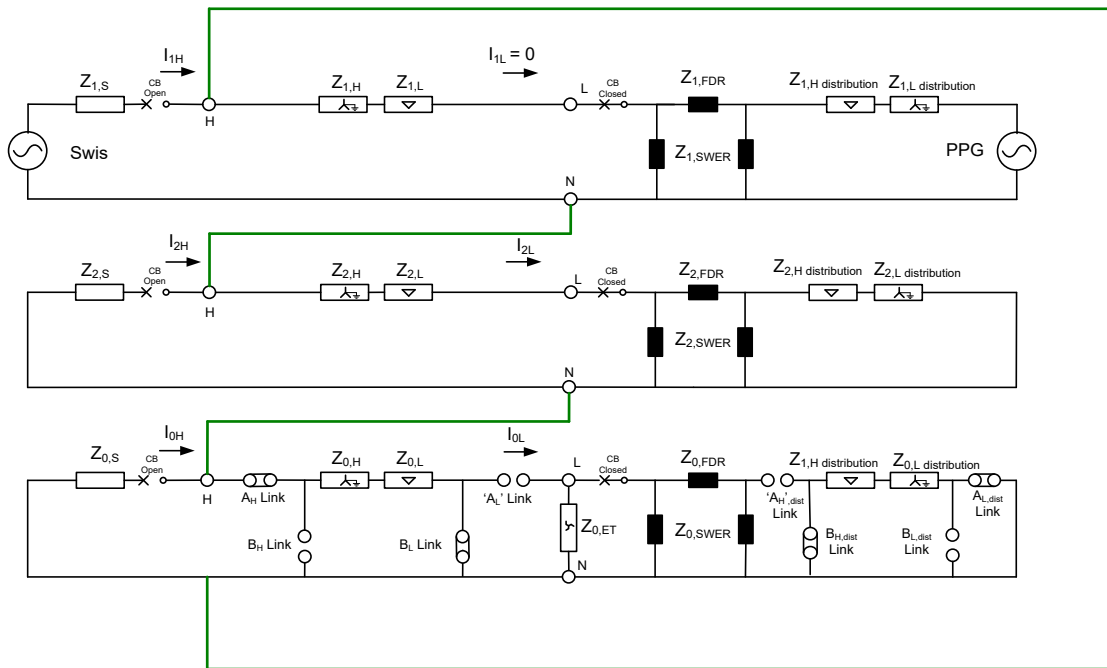 I1H
I1L = 0
Z1,S
CB
Open
H
Z1,H
Z1,L
L
CB
Closed
Z1,FDR
Z1,H distribution
Z1,L distribution
Swis
Z1,SWER
PPG
N
I2H
I2L
Z2,S
CB
Open
H
Z2,H
Z2,L
L
CB
Closed
Z2,FDR
Z2,H distribution
Z2,L distribution
Z2,SWER
N
I0H
I0L
Z0,S
CB
Open
H
AH Link
Z0,H
Z0,L
'AL' Link
L
CB
Closed
Z0,FDR
'AH',dist
Link
Z1,H distribution
Z0,L distribution
AL,dist
Link
BH Link
BL Link
Z0,ET
Z0,SWER
BH,dist
Link
BL,dist
Link
N